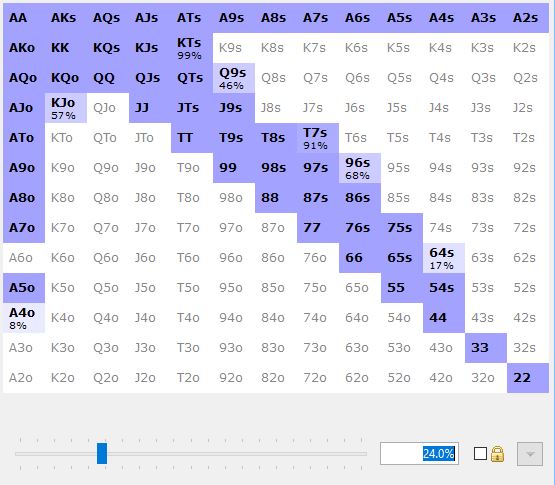 AA AKs AQs AJs ATs A9s A8s A7s A6s A5s A4s A3s A2s
AKo KK KQs KJs KTs K9s K8s K7s K6s K5s K4s K3s K2s
99%
AQo KQo QQ QJs QTs Q9s Q8s Q7s Q6s Q5s Q4s Q3s Q2s
46%
AJo KJo QJo JJ JTs J9s J8s J7s J6s J5s J4s J3s J2s
57%
ATo KTo QTo JTo TT T9s T8s T7s T6s T5s T4s T3s T2s
91%
A9o K9o Q9o J9o T9o 99 98s 97s 96s 95s 94s 93s 92s
68%
A8o K8o Q8o J8o T8o 98o 88 87s 86s 85s 84s 83s 82s
A7o K7o Q7o J7o T7o 97o 87o 77 76s 75s 74s 73s 72s
A6o K6o Q6o J6o T6o 96o 86o 76o 66 65s 64s 63s 62s
17%
A5o K5o Q5o J5o T5o 95o 85o 75o 65o 55 54s 53s 52s
A4o K4o Q4o J4o T4o 94o 84o 74o 64o 54o 44 43s 42s
8%
A3o K3o Q3o J3o T3o 93o 83o 73o 63o 53o 43o 33 32s
A2o K2o Q2o J2o T2o 92o 82o 72o 62o 52o 42o 32o 22
24.0%